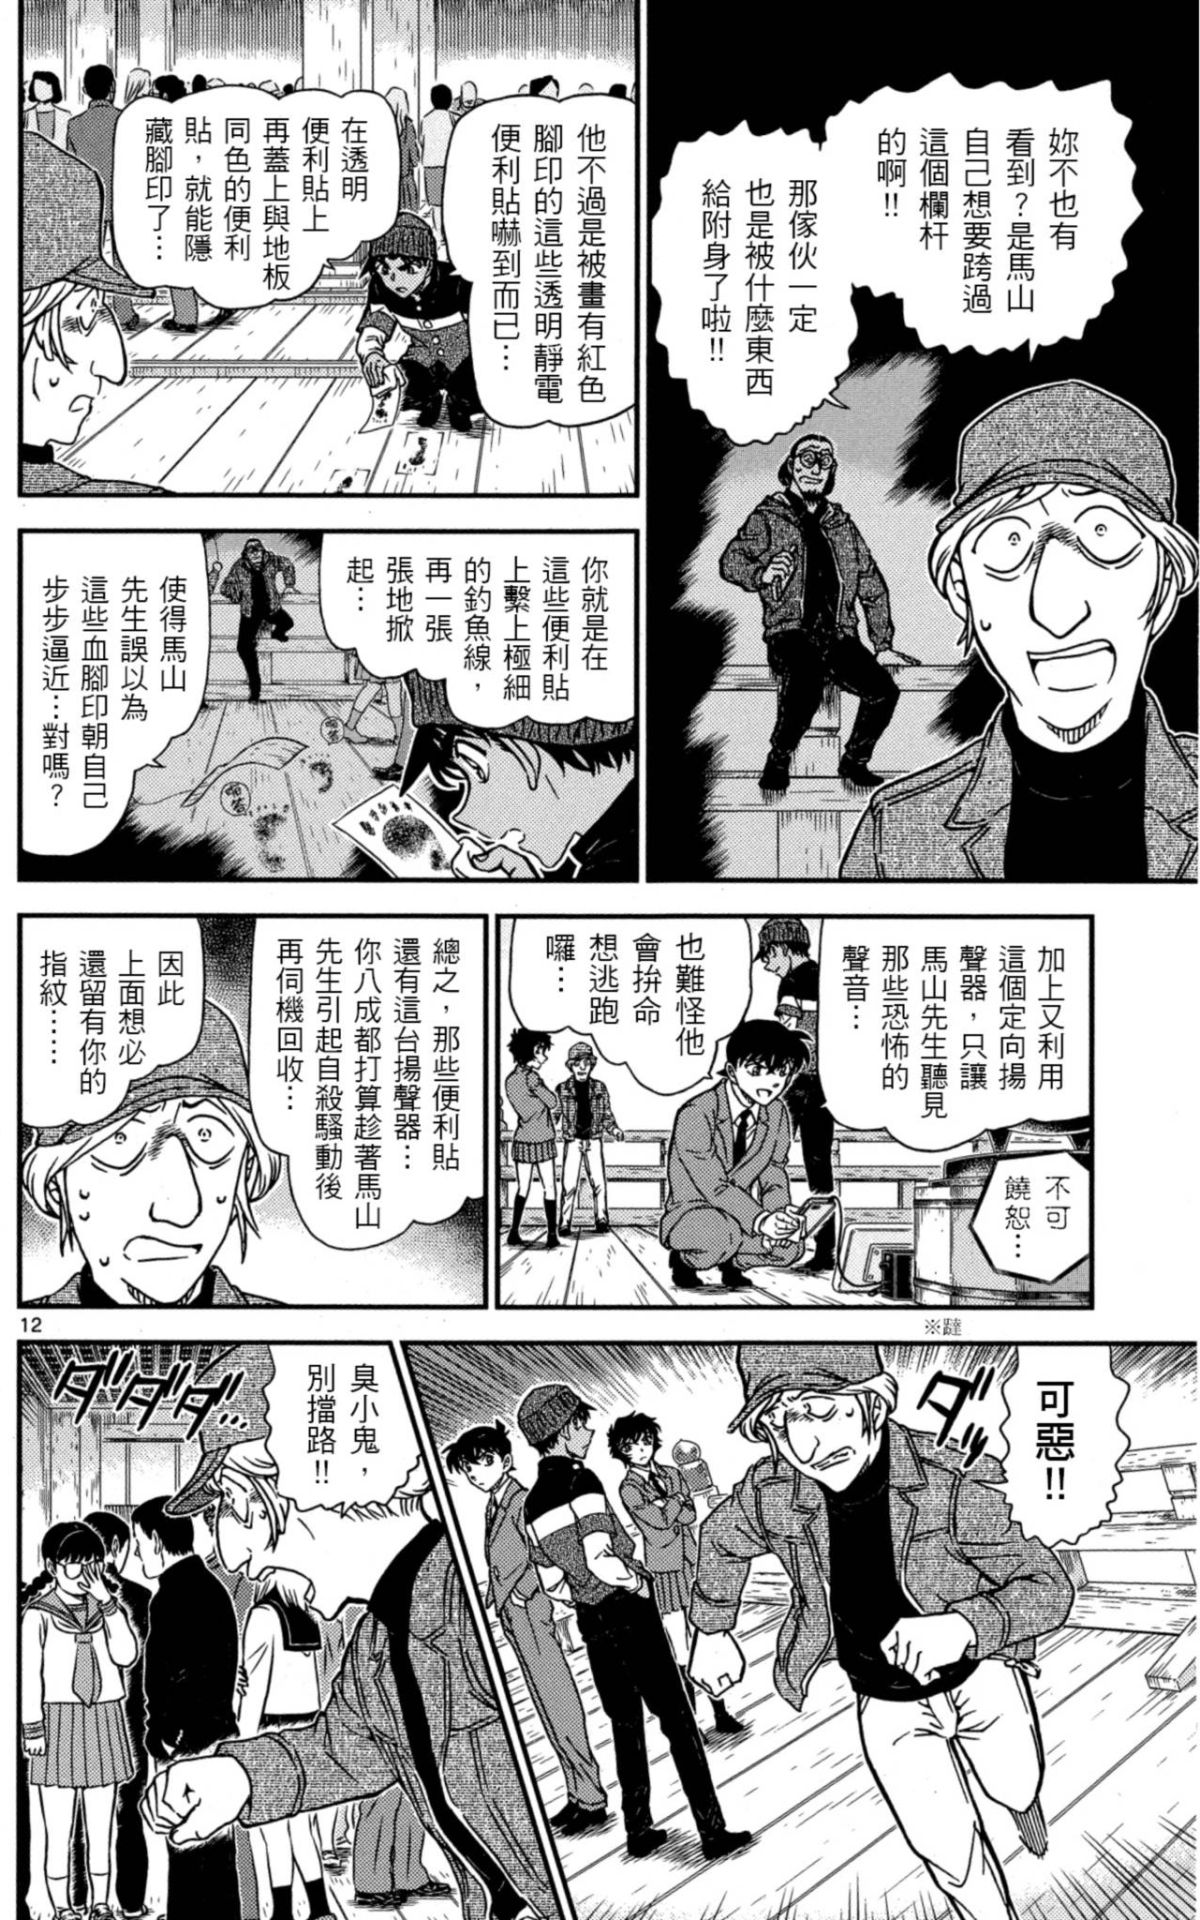 妳不也有
看到？是馬山
自己想要跨過
這個欄杆
的啊!!
那傢伙一定
也是被什麼東西
給附身了啦!!
他不過是被畫有紅色
腳印的這些透明靜電
便利貼嚇到而已…
在透明
便利貼上
再蓋上與地板
同色的便利
貼，就能隱
藏腳印了…
你就是在
這些便利貼
上繫上極細
的釣魚線，
再一張
張地掀
起…
使得馬山
先生誤以為
這些血腳印朝自己
步步逼近…對嗎？
加上又利用
這個定向揚
聲器，只讓
馬山先生聽見
那些恐怖的
聲音…
不可
饒恕…
也難怪他
會拚命
想逃跑
囉…
總之，那些便利貼
還有這台揚聲器…
你八成都打算趁著馬山
先生引起自殺騷動後
再伺機回收…
因此
上面想必
還留有你的
指紋……
12
※躂
可惡!!
ダッ
臭小鬼，
別擋路!!
ダダダ…